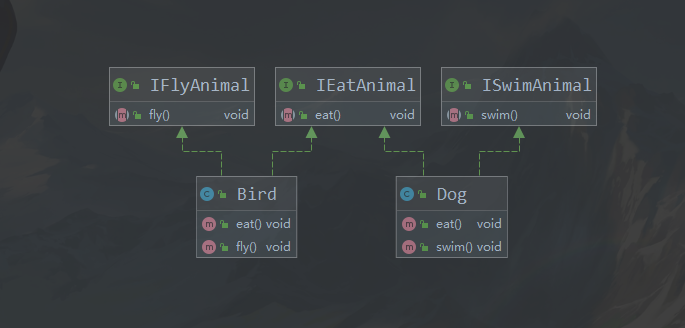 IFlyAnimal
fly() void
IEatAnimal
eat() void
ISwimAnimal
swim() void
Bird
eat() void
fly() void
Dog
eat() void
swim() void